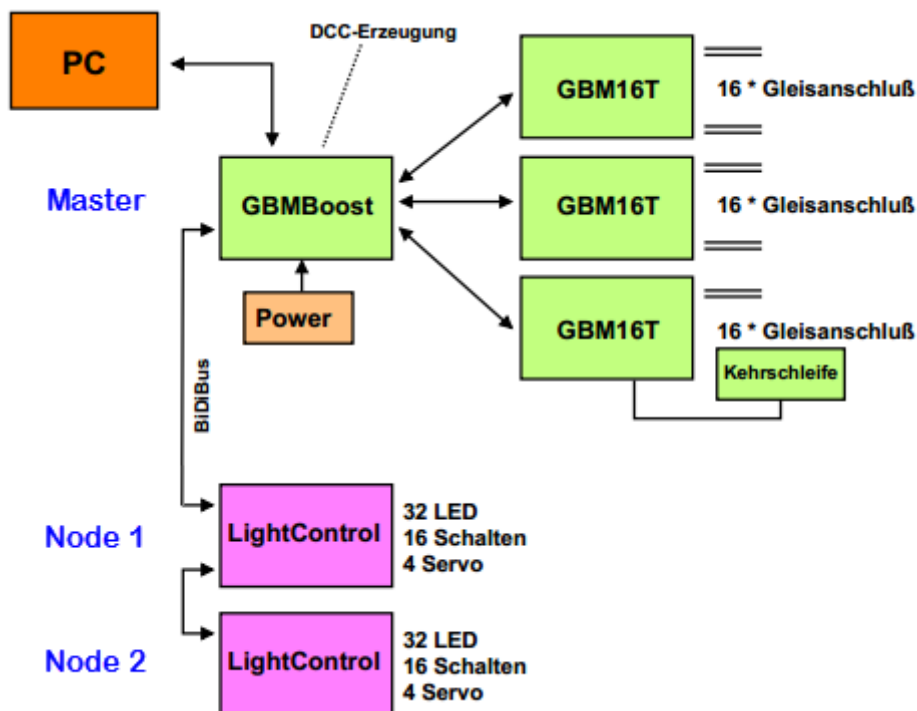 DCC-Erzeugung
PC
GBM16T
16 * Gleisanschluß
Master
GBMBoost
GBM16T
16 * Gleisanschluß
Power
GBM16T
16 * Gleisanschluß
Kehrschleife
BiDiBus
Node 1
LightControl
32 LED
16 Schalten
4 Servo
Node 2
LightControl
32 LED
16 Schalten
4 Servo